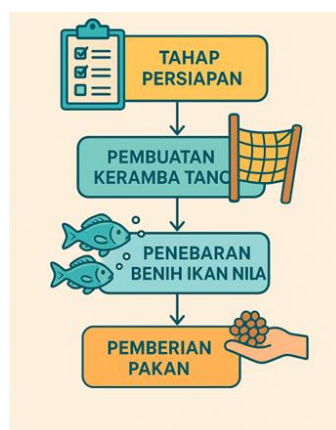 TAHAP
PERSIAPAN
PEMBUATAN
KERAMBA TANC
PENEBARAN
BENIH IKAN NILA
PEMBERIAN
PAKAN